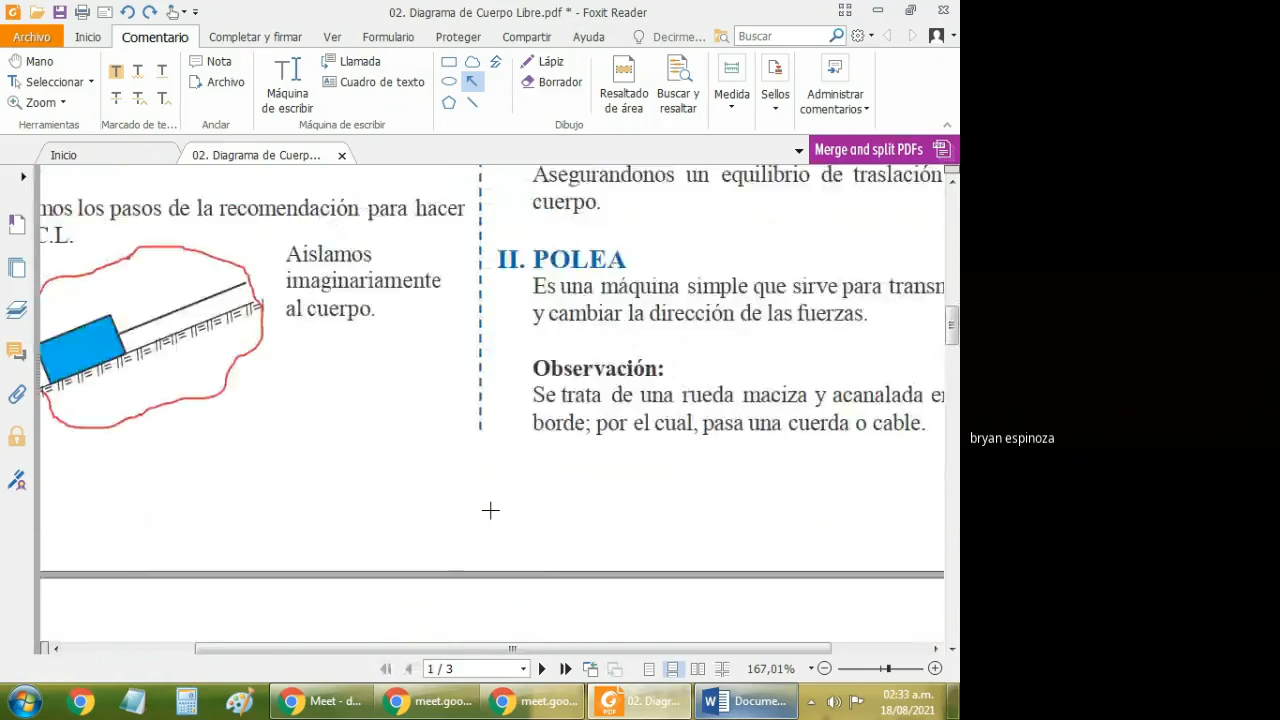 02. Diagrama de Cuerpo Libre.pdf * - Foxit Reader
Archivo Inicio Comentario Completar y firmar Ver Formulario Proteger Compartir Ayuda Decirme... Buscar
Mano
Seleccionar
Zoom
Herramientas
Marcado de te...
Nota
Archivo
Anclar
Máquina de escribir
Llamada
Cuadro de texto
Máquina de escribir
Lápiz
Borrador
Dibujo
Resaltado de área
Buscar y resaltar
Medida
Sellos
Administrar comentarios
Inicio
02. Diagrama de Cuerp...
Merge and split PDFs
mos los pasos de la recomendación para hacer
C.L.
Aislamos
imaginariamente
al cuerpo.
Asegurandonos un equilibrio de traslación
cuerpo.
II. POLEA
Es una máquina simple que sirve para transm
y cambiar la dirección de las fuerzas.
Observación:
Se trata de una rueda maciza y acanalada en
borde; por el cual, pasa una cuerda o cable.
bryan espinoza
1 / 3
167,01%
Meet - d...
meet.goo...
meet.goo...
02. Diagr...
Docume...
02:33 a.m.
18/08/2021